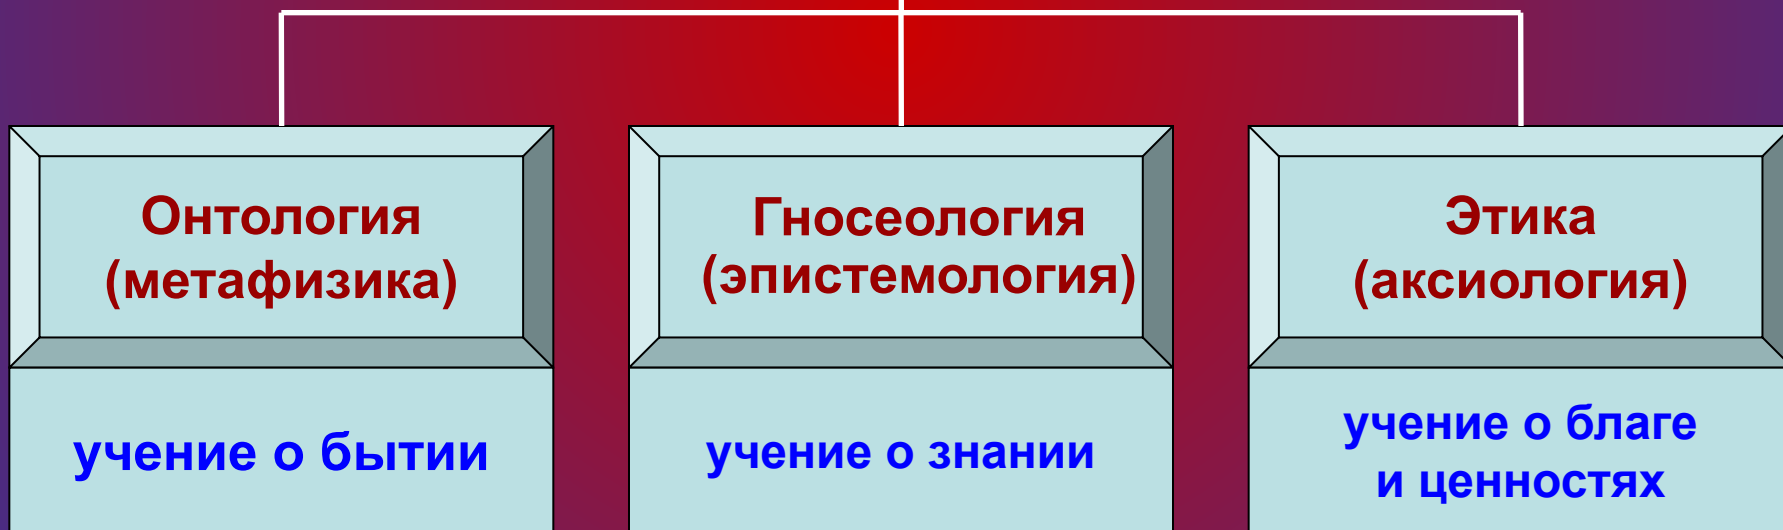 Онтология
(метафизика)
учение о бытии
Гносеология
(эпистемология)
учение о знании
Этика
(аксиология)
учение о благе
и ценностях